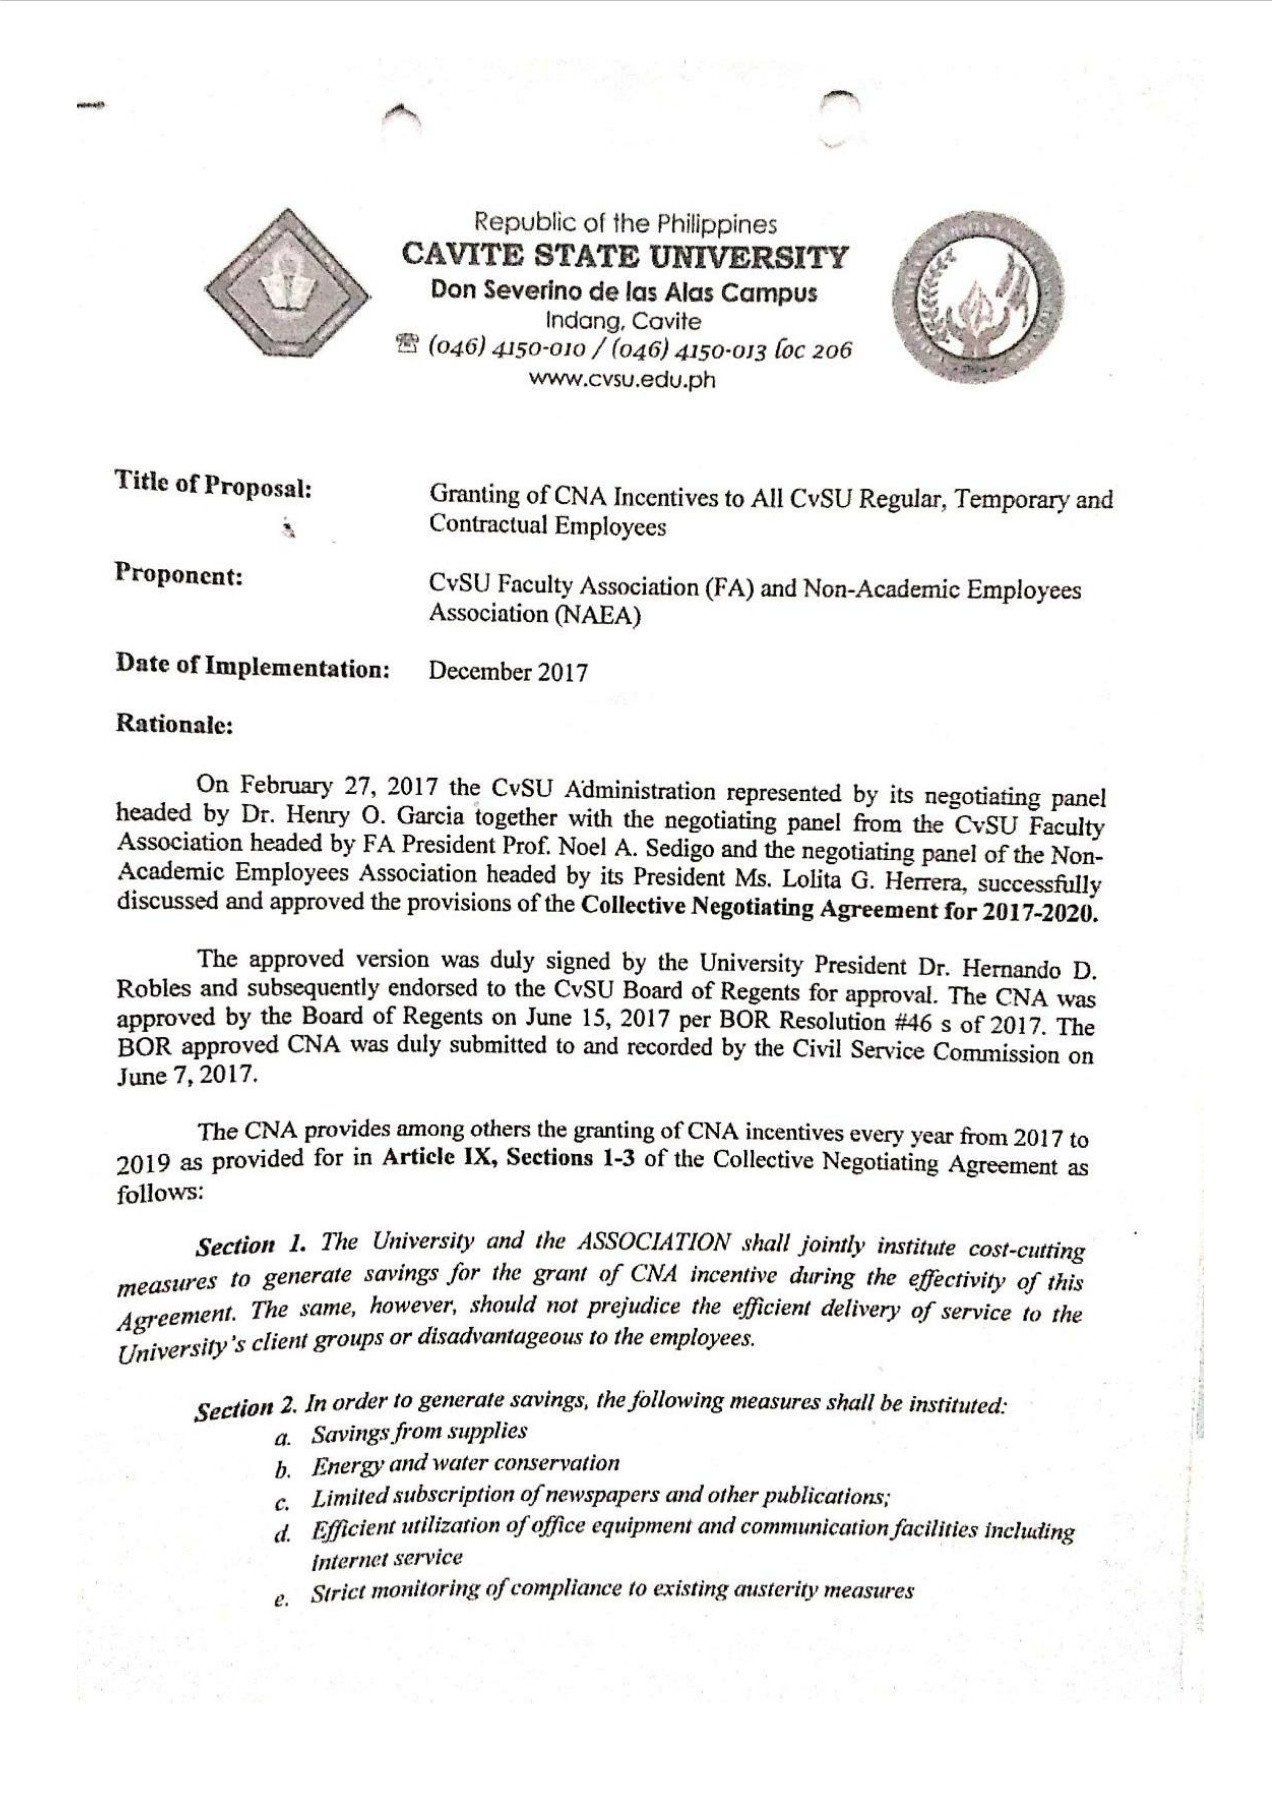 Republic of the Philippines
CAVITE STATE UNIVERSITY
Don Severino de las Alas Campus
Indang, Cavite
☏ (046) 4150-010 / (046) 4150-013 loc 206
www.cvsu.edu.ph
Title of Proposal: Granting of CNA Incentives to All CvSU Regular, Temporary and
Contractual Employees
Proponent: CvSU Faculty Association (FA) and Non-Academic Employees
Association (NAEA)
Date of Implementation: December 2017
Rationale:
On February 27, 2017 the CvSU Administration represented by its negotiating panel
headed by Dr. Henry O. Garcia together with the negotiating panel from the CvSU Faculty
Association headed by FA President Prof. Noel A. Sedigo and the negotiating panel of the Non-
Academic Employees Association headed by its President Ms. Lolita G. Herrera, successfully
discussed and approved the provisions of the Collective Negotiating Agreement for 2017-2020.
The approved version was duly signed by the University President Dr. Hernando D.
Robles and subsequently endorsed to the CvSU Board of Regents for approval. The CNA was
approved by the Board of Regents on June 15, 2017 per BOR Resolution #46 s of 2017. The
BOR approved CNA was duly submitted to and recorded by the Civil Service Commission on
June 7, 2017.
The CNA provides among others the granting of CNA incentives every year from 2017 to
2019 as provided for in Article IX, Sections 1-3 of the Collective Negotiating Agreement as
follows:
Section 1. The University and the ASSOCIATION shall jointly institute cost-cutting
measures to generate savings for the grant of CNA incentive during the effectivity of this
Agreement. The same, however, should not prejudice the efficient delivery of service to the
University's client groups or disadvantageous to the employees.
Section 2. In order to generate savings, the following measures shall be instituted:
a. Savings from supplies
b. Energy and water conservation
c. Limited subscription of newspapers and other publications;
d. Efficient utilization of office equipment and communication facilities including
internet service
e. Strict monitoring of compliance to existing austerity measures